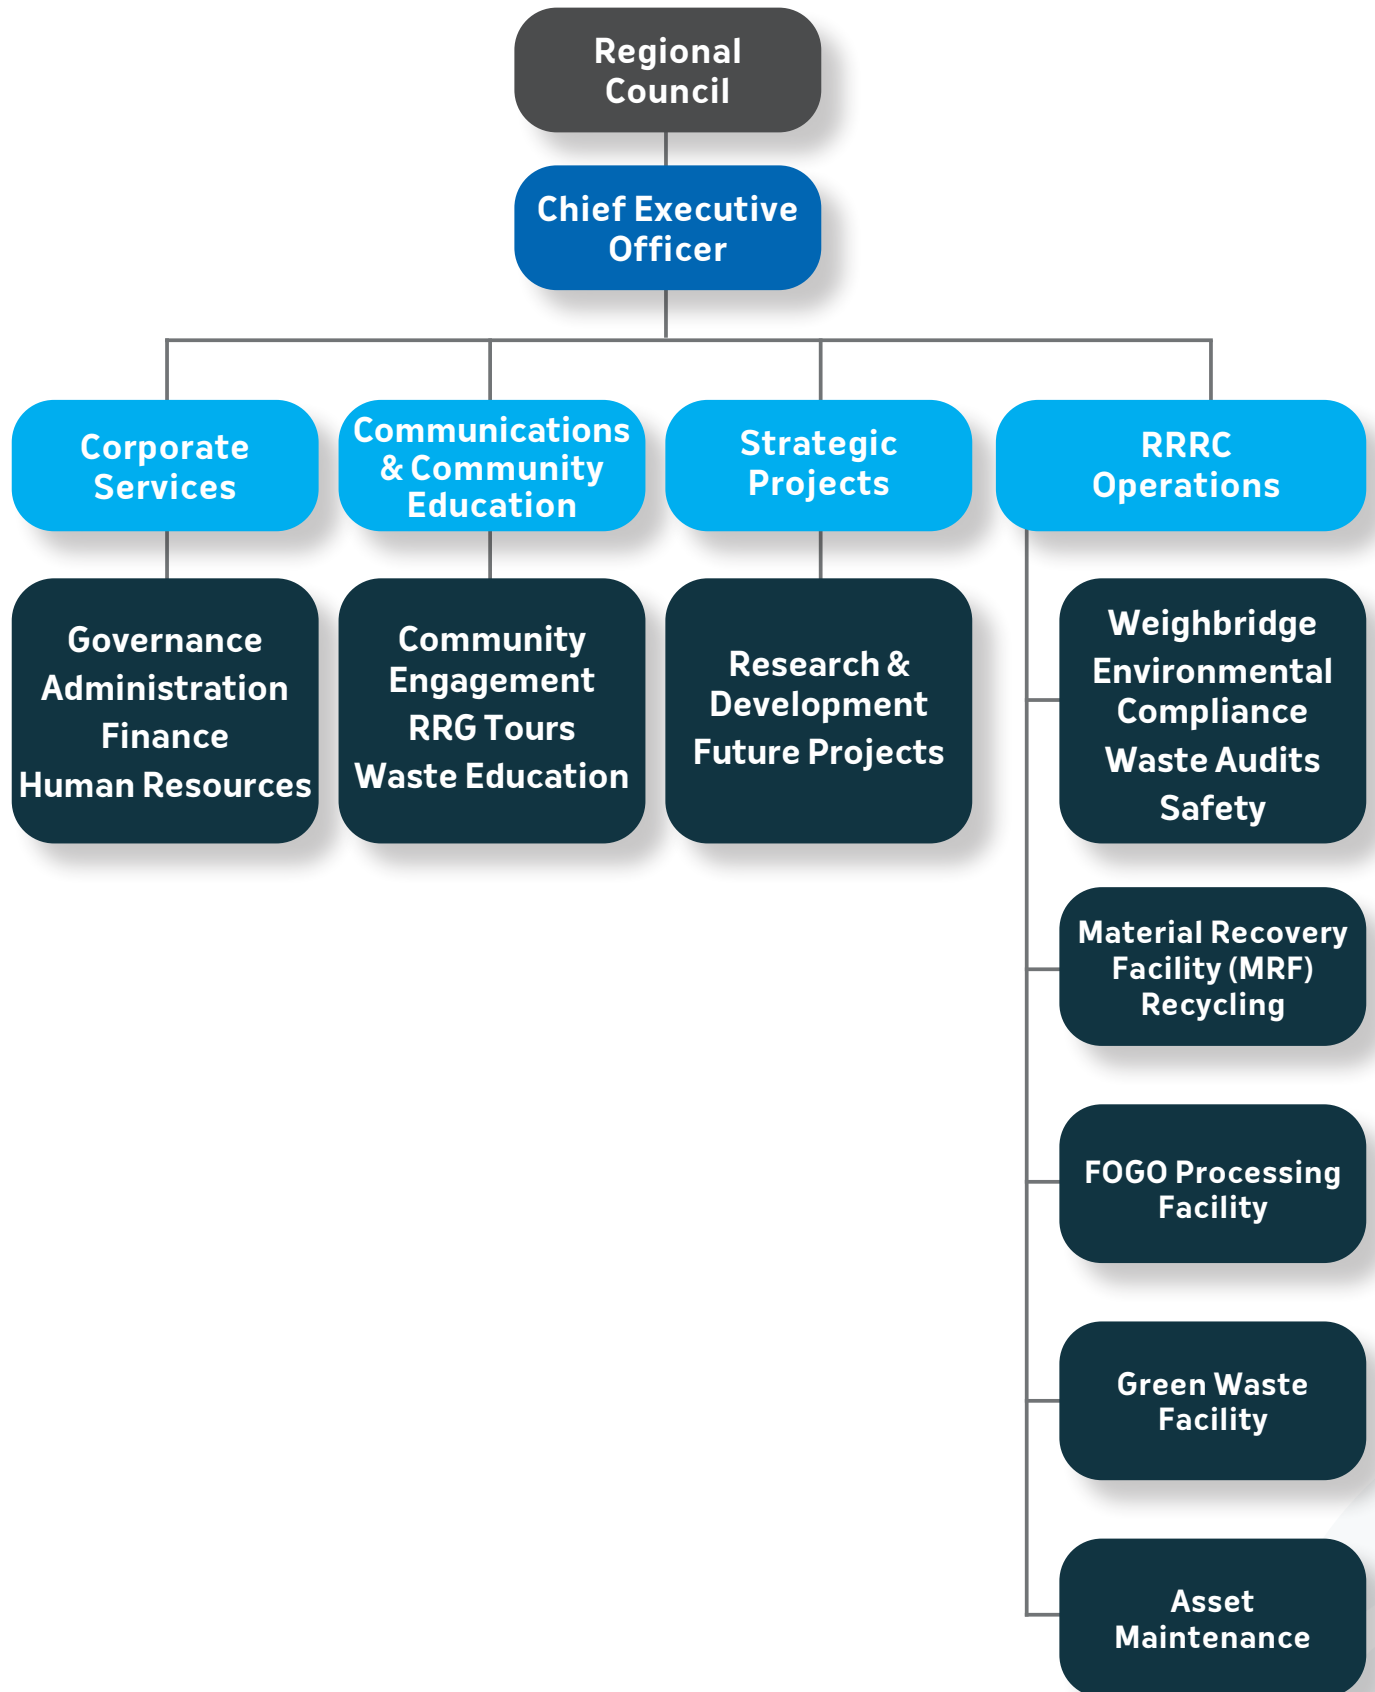 Regional
Council
Chief Executive
Officer
Corporate
Services
Communications
& Community
Education
Strategic
Projects
RRRC
Operations
Governance
Administration
Finance
Human Resources
Community
Engagement
RRG Tours
Waste Education
Research &
Development
Future Projects
Weighbridge
Environmental
Compliance
Waste Audits
Safety
Material Recovery
Facility (MRF)
Recycling
FOGO Processing
Facility
Green Waste
Facility
Asset
Maintenance